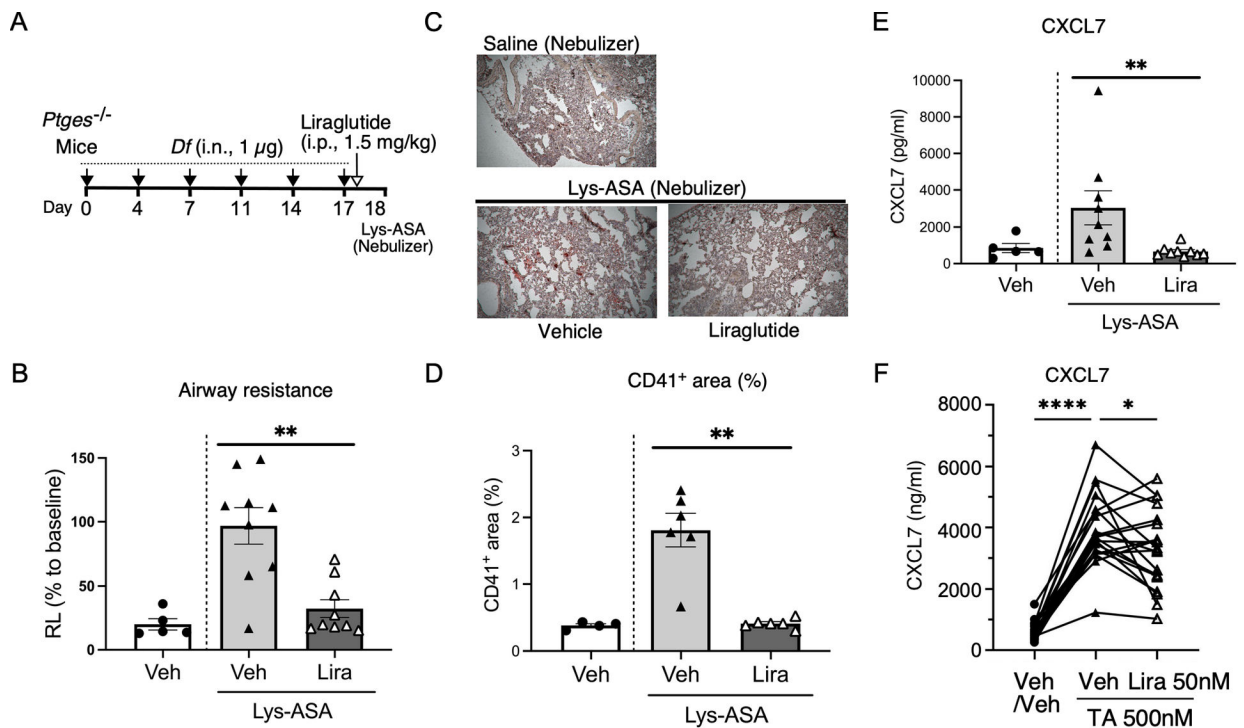 A
Ptges-/-
Mice
Df (i.n., 1 µg)
Liraglutide
(i.p., 1.5 mg/kg)
Day 0 4 7 11 14 17 18
Lys-ASA
(Nebulizer)
B
Airway resistance
**
RL (% to baseline)
150
100
50
0
Veh Veh Lira
Lys-ASA
C
Saline (Nebulizer)
Lys-ASA (Nebulizer)
Vehicle Liraglutide
D
CD41+ area (%)
**
CD41+ area (%)
3
2
1
0
Veh Veh Lira
Lys-ASA
E
CXCL7
**
CXCL7 (pg/ml)
10000
8000
6000
4000
2000
0
Veh Veh Lira
Lys-ASA
F
CXCL7
**** *
CXCL7 (ng/ml)
8000
6000
4000
2000
0
Veh Veh Lira 50nM
/Veh TA 500nM